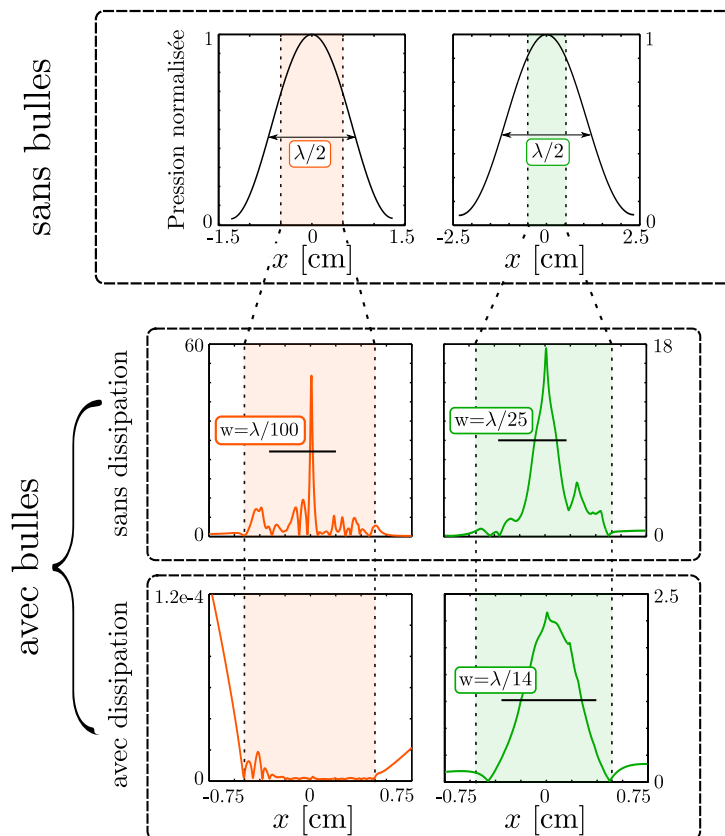 sans bulles
Pression normalisée
1
0
λ/2
-1.5
0
1.5
x [cm]
1
0
λ/2
-2.5
0
2.5
x [cm]
avec bulles
sans dissipation
60
0
w=λ/100
18
0
w=λ/25
avec dissipation
1.2e-4
0
-0.75
0
0.75
x [cm]
2.5
0
w=λ/14
-0.75
0
0.75
x [cm]